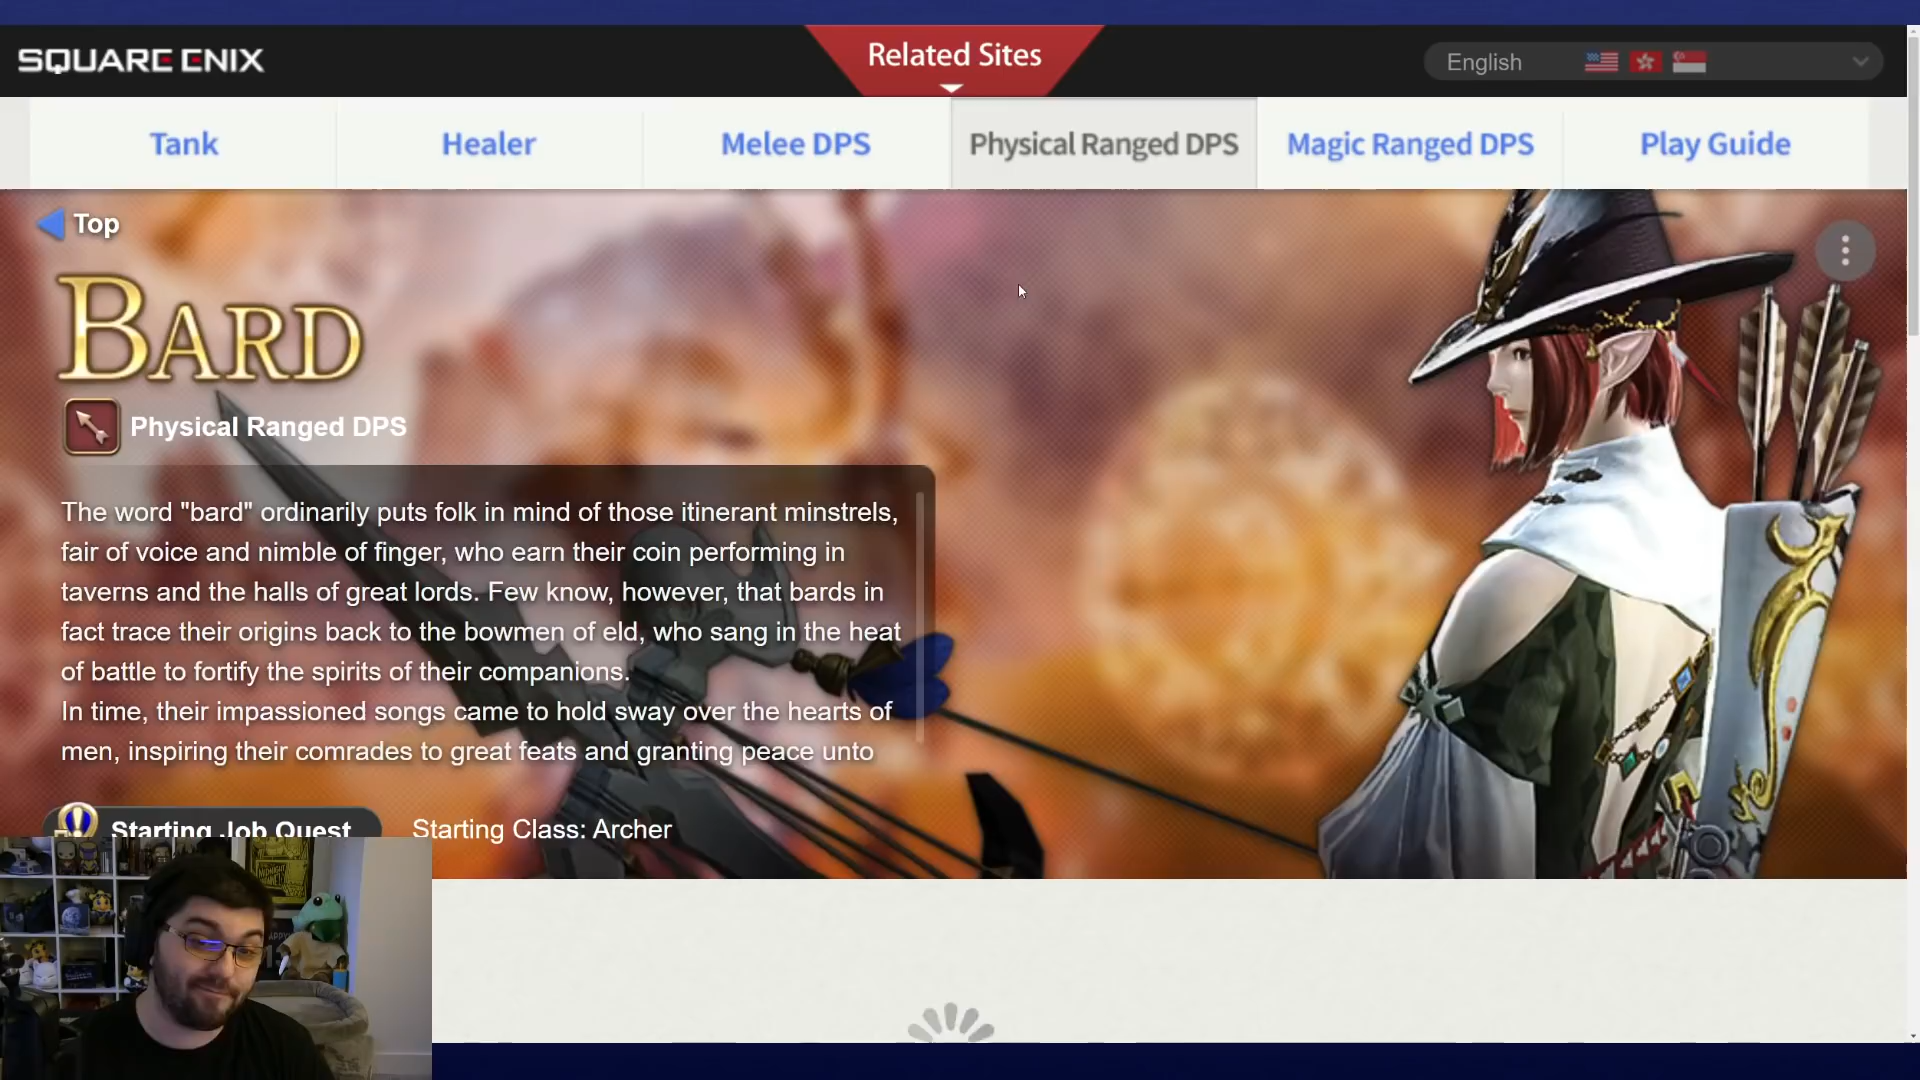 SQUARE ENIX
Related Sites
English
Tank
Healer
Melee DPS
Physical Ranged DPS
Magic Ranged DPS
Play Guide
Top
BARD
Physical Ranged DPS
The word "bard" ordinarily puts folk in mind of those itinerant minstrels,
fair of voice and nimble of finger, who earn their coin performing in
taverns and the halls of great lords. Few know, however, that bards in
fact trace their origins back to the bowmen of eld, who sang in the heat
of battle to fortify the spirits of their companions.
In time, their impassioned songs came to hold sway over the hearts of
men, inspiring their comrades to great feats and granting peace unto
Starting Job Quest
Starting Class: Archer